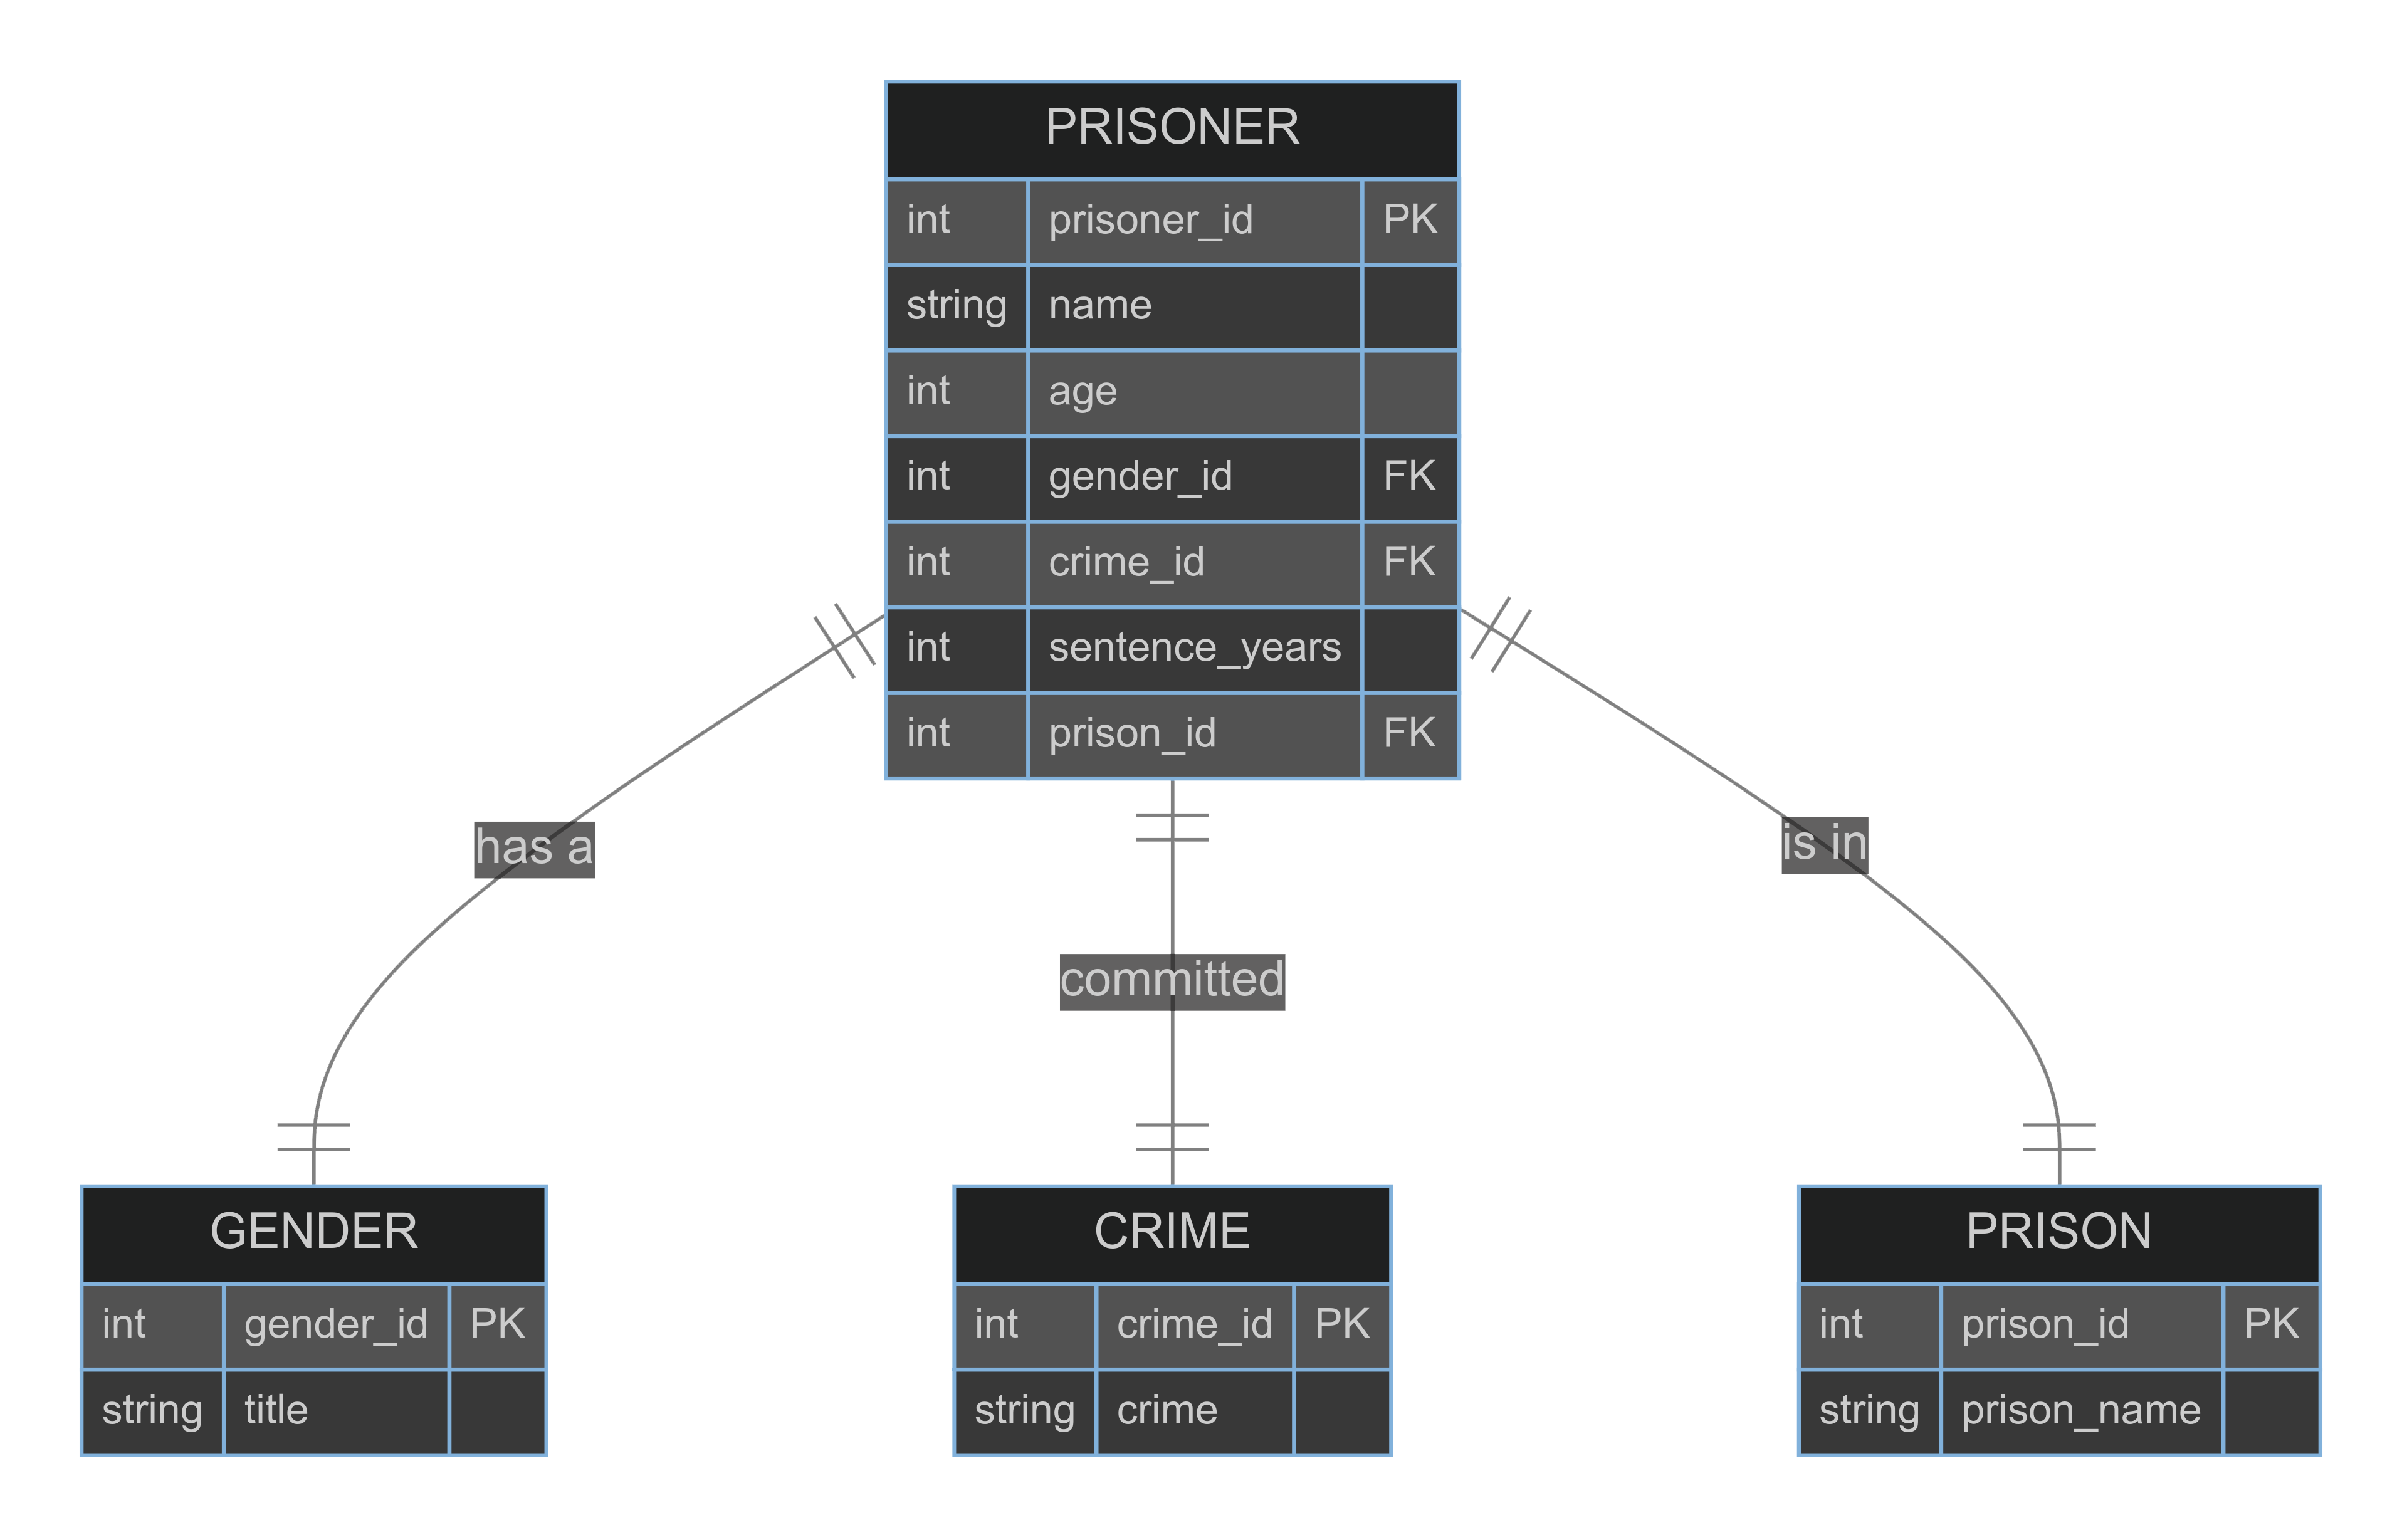 PRISONER
int prisoner_id PK
string name
int age
int gender_id FK
int crime_id FK
int sentence_years
int prison_id FK
has a
committed
is in
GENDER
int gender_id PK
string title
CRIME
int crime_id PK
string crime
PRISON
int prison_id PK
string prison_name